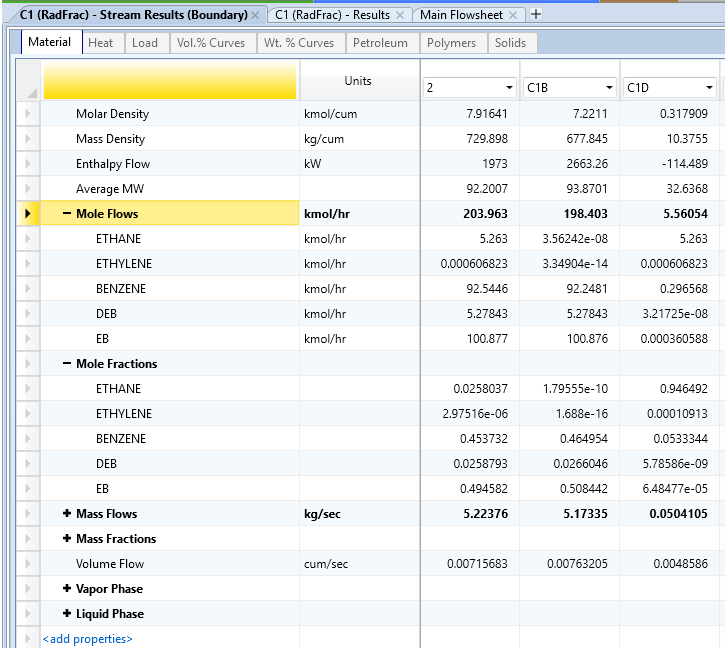 C1 (RadFrac) - Stream Results (Boundary) C1 (RadFrac) - Results Main Flowsheet
Material Heat Load Vol.% Curves Wt. % Curves Petroleum Polymers Solids
Units 2 C1B C1D
Molar Density kmol/cum 7.91641 7.2211 0.317909
Mass Density kg/cum 729.898 677.845 10.3755
Enthalpy Flow kW 1973 2663.26 -114.489
Average MW 92.2007 93.8701 32.6368
Mole Flows kmol/hr 203.963 198.403 5.56054
ETHANE kmol/hr 5.263 3.56242e-08 5.263
ETHYLENE kmol/hr 0.000606823 3.34904e-14 0.000606823
BENZENE kmol/hr 92.5446 92.2481 0.296568
DEB kmol/hr 5.27843 5.27843 3.21725e-08
EB kmol/hr 100.877 100.876 0.000360588
Mole Fractions
ETHANE 0.0258037 1.79555e-10 0.946492
ETHYLENE 2.97516e-06 1.688e-16 0.00010913
BENZENE 0.453732 0.464954 0.0533344
DEB 0.0258793 0.0266046 5.78586e-09
EB 0.494582 0.508442 6.48477e-05
Mass Flows kg/sec 5.22376 5.17335 0.0504105
Mass Fractions
Volume Flow cum/sec 0.00715683 0.00763205 0.0048586
Vapor Phase
Liquid Phase
<add properties>